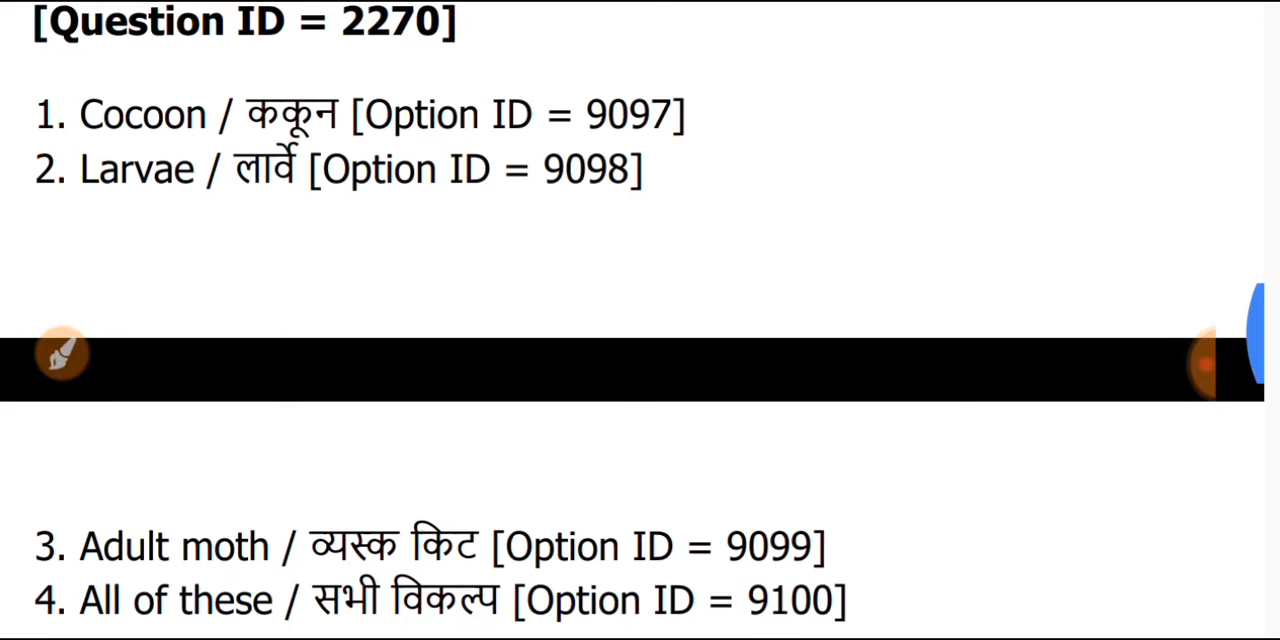 [Question ID = 2270]
1. Cocoon / ककून [Option ID = 9097]
2. Larvae / लार्वे [Option ID = 9098]
3. Adult moth / व्यस्क किट [Option ID = 9099]
4. All of these / सभी विकल्प [Option ID = 9100]